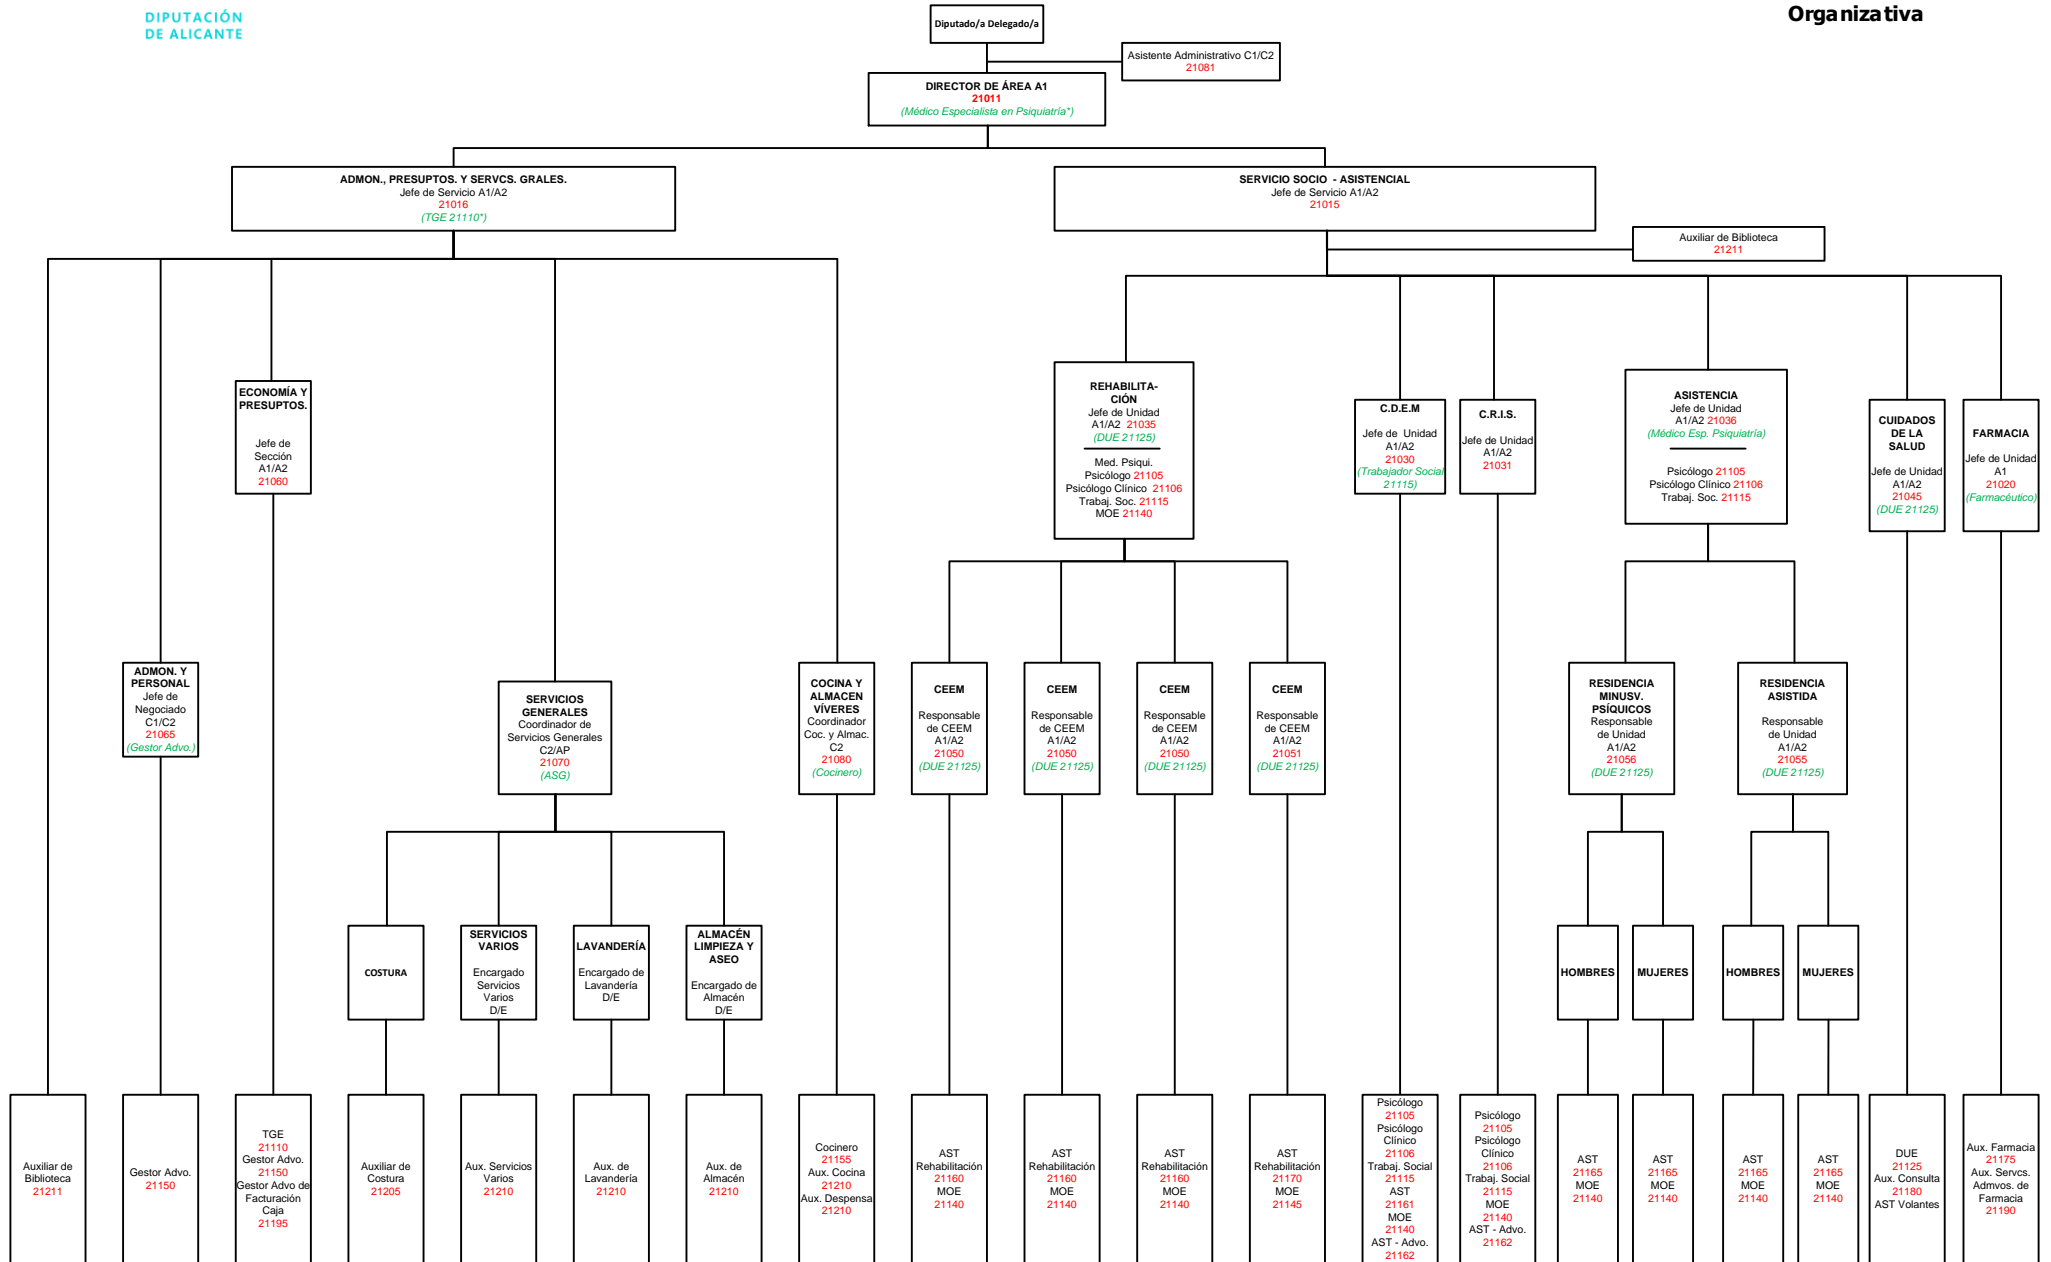 DIPUTACIÓN
DE ALICANTE
Organizativa
Diputado/a Delegado/a
Asistente Administrativo C1/C2
21081
DIRECTOR DE ÁREA A1
21011
(Médico Especialista en Psiquiatría*)
ADMON., PRESUPTOS. Y SERVCS. GRALES.
Jefe de Servicio A1/A2
21016
(TGE 21110*)
SERVICIO SOCIO - ASISTENCIAL
Jefe de Servicio A1/A2
21015
Auxiliar de Biblioteca
21211
ECONOMÍA Y
PRESUPTOS.
Jefe de
Sección
A1/A2
21060
REHABILITA-
CIÓN
Jefe de Unidad
A1/A2 21035
(DUE 21125)
Med. Psiqui.
Psicólogo 21105
Psicólogo Clínico 21106
Trabaj. Soc. 21115
MOE 21140
C.D.E.M
Jefe de Unidad
A1/A2
21030
(Trabajador Social
21115)
C.R.I.S.
Jefe de Unidad
A1/A2
21031
ASISTENCIA
Jefe de Unidad
A1/A2 21036
(Médico Esp. Psiquiatría)
Psicólogo 21105
Psicólogo Clínico 21106
Trabaj. Soc. 21115
CUIDADOS
DE LA
SALUD
Jefe de Unidad
A1/A2
21045
(DUE 21125)
FARMACIA
Jefe de Unidad
A1
21020
(Farmacéutico)
ADMON. Y
PERSONAL
Jefe de
Negociado
C1/C2
21065
(Gestor Advo.)
SERVICIOS
GENERALES
Coordinador de
Servicios Generales
C2/AP
21070
(ASG)
COCINA Y
ALMACEN
VÍVERES
Coordinador
Coc. y Almac.
C2
21080
(Cocinero)
CEEM
Responsable
de CEEM
A1/A2
21050
(DUE 21125)
CEEM
Responsable
de CEEM
A1/A2
21050
(DUE 21125)
CEEM
Responsable
de CEEM
A1/A2
21050
(DUE 21125)
CEEM
Responsable
de CEEM
A1/A2
21051
(DUE 21125)
RESIDENCIA
MINUSV.
PSÍQUICOS
Responsable
de Unidad
A1/A2
21056
(DUE 21125)
RESIDENCIA
ASISTIDA
Responsable
de Unidad
A1/A2
21055
(DUE 21125)
COSTURA
SERVICIOS
VARIOS
Encargado
Servicios
Varios
D/E
LAVANDERÍA
Encargado de
Lavandería
D/E
ALMACÉN
LIMPIEZA Y
ASEO
Encargado de
Almacén
D/E
HOMBRES
MUJERES
HOMBRES
MUJERES
Auxiliar de
Biblioteca
21211
Gestor Advo.
21150
TGE
21110
Gestor Advo.
21150
Gestor Advo de
Facturación
Caja
21195
Auxiliar de
Costura
21205
Aux. Servicios
Varios
21210
Aux. de
Lavandería
21210
Aux. de
Almacén
21210
Cocinero
21155
Aux. Cocina
21210
Aux. Despensa
21210
AST
Rehabilitación
21160
MOE
21140
AST
Rehabilitación
21160
MOE
21140
AST
Rehabilitación
21160
MOE
21140
AST
Rehabilitación
21170
MOE
21145
Psicólogo
21105
Psicólogo
Clínico
21106
Trabaj. Social
21115
AST
21161
MOE
21140
AST - Advo.
21162
Psicólogo
21105
Psicólogo
Clínico
21106
Trabaj. Social
21115
MOE
21140
AST - Advo.
21162
AST
21165
MOE
21140
AST
21165
MOE
21140
AST
21165
MOE
21140
AST
21165
MOE
21140
DUE
21125
Aux. Consulta
21180
AST Volantes
Aux. Farmacia
21175
Aux. Servcs.
Admvos. de
Farmacia
21190